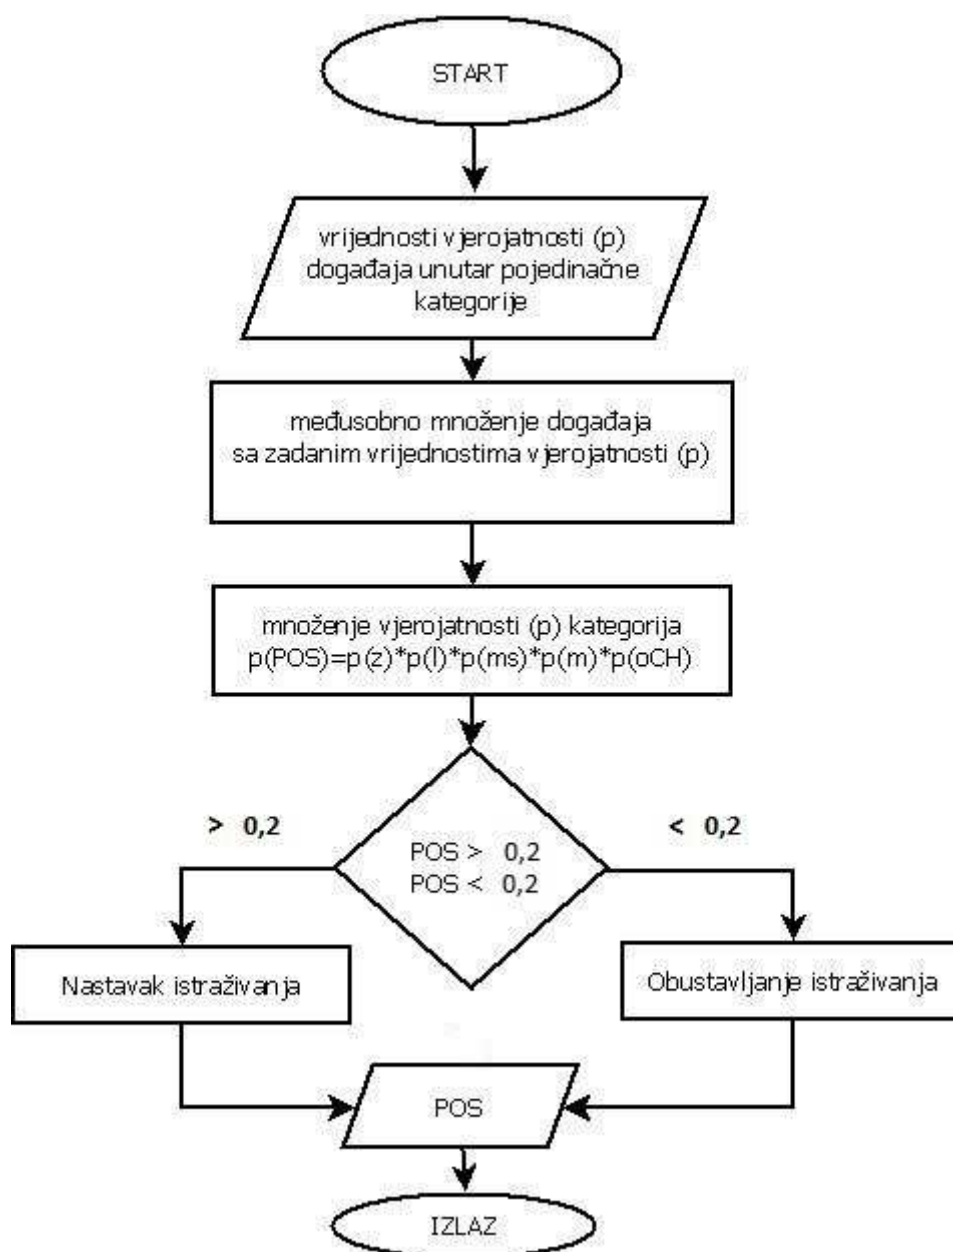 START
vrijednosti vjerojatnosti (p)
događaja unutar pojedinačne
kategorije
međusobno množenje događaja
sa zadanim vrijednostima vjerojatnosti (p)
množenje vjerojatnosti (p) kategorija
p(POS)=p(z)*p(l)*p(ms)*p(m)*p(oCH)
> 0,2
< 0,2
POS > 0,2
POS < 0,2
Nastavak istraživanja
Obustavljanje istraživanja
POS
IZLAZ